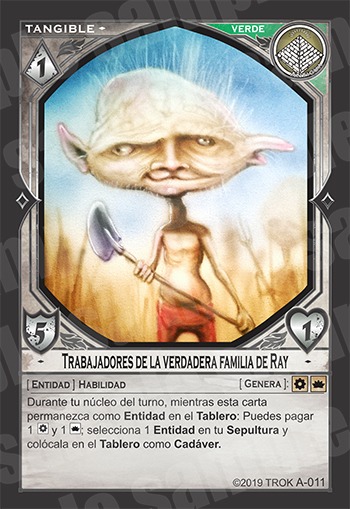 TANGIBLE
VERDE
1
5
1
TRABAJADORES DE LA VERDADERA FAMILIA DE RAY
[ ENTIDAD ] HABILIDAD [ GENERA ]:
Durante tu núcleo del turno, mientras esta carta
permanezca como Entidad en el Tablero: Puedes pagar
1 y 1 ; selecciona 1 Entidad en tu Sepultura y
colócala en el Tablero como Cadáver.
©2019 TROK A-011